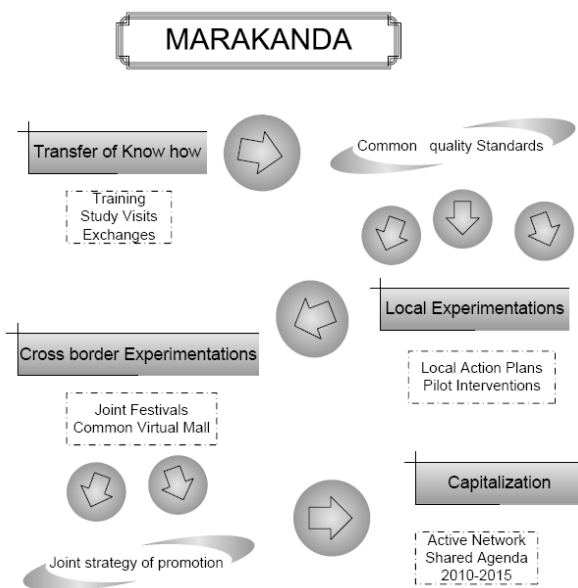 MARAKANDA
Transfer of Know how
Training
Study Visits
Exchanges
Common quality Standards
Local Experimentations
Local Action Plans
Pilot Interventions
Cross border Experimentations
Joint Festivals
Common Virtual Mall
Joint strategy of promotion
Capitalization
Active Network
Shared Agenda
2010-2015